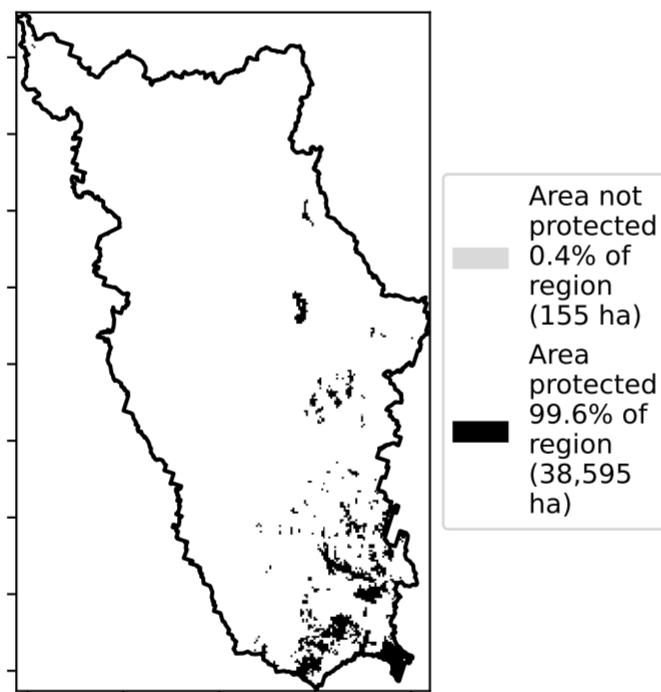 Area not
protected
0.4% of
region
(155 ha)
Area
protected
99.6% of
region
(38,595
ha)